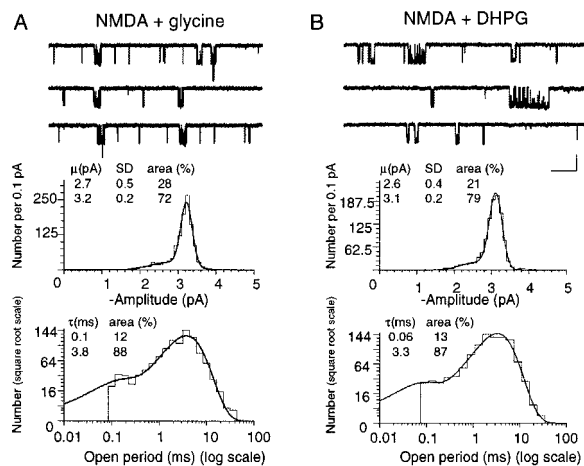 A
NMDA + glycine
B
NMDA + DHPG
Number per 0.1 pA
μ(pA) SD area (%)
2.7 0.5 28
3.2 0.2 72
250
125
0 1 2 3 4 5
-Amplitude (pA)
Number per 0.1 pA
μ(pA) SD area (%)
2.6 0.4 21
3.1 0.2 79
187.5
125
62.5
0 1 2 3 4 5
-Amplitude (pA)
Number (square root scale)
τ(ms) area (%)
0.1 12
3.8 88
144
64
16
0
0.01 0.1 1 10 100
Open period (ms) (log scale)
Number (square root scale)
τ(ms) area (%)
0.06 13
3.3 87
144
64
16
0
0.01 0.1 1 10 100
Open period (ms) (log scale)